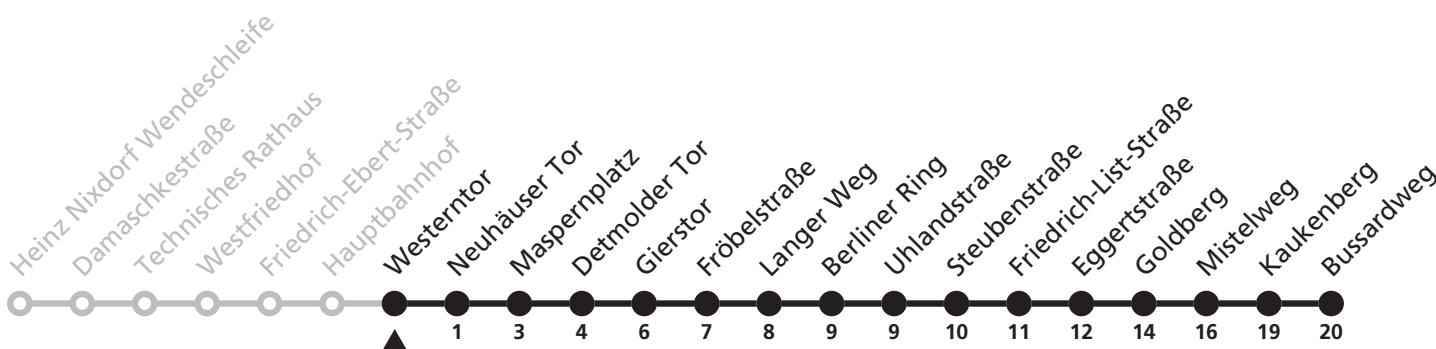 Heinz Nixdorf Wendeschleife
Damaschkestraße
Technisches Rathaus
Westfriedhof
Friedrich-Ebert-Straße
Hauptbahnhof
Westerntor
Neuhäuser Tor
Maspernplatz
Detmolder Tor
Gierstor
Fröbelstraße
Langer Weg
Berliner Ring
Uhlandstraße
Steubenstraße
Friedrich-List-Straße
Eggertstraße
Goldberg
Mistelweg
Kaukenberg
Bussardweg
1 3 4 6 7 8 9 9 10 11 12 14 16 19 20